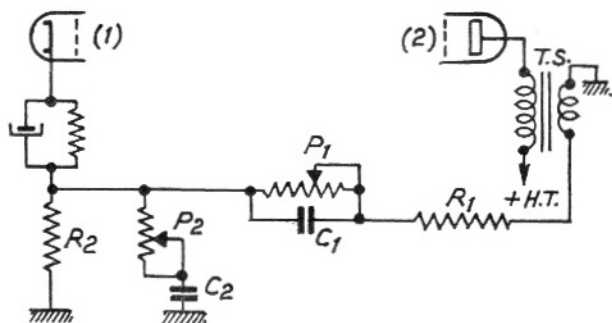 (1)
(2)
T.S.
P₁
+ H.T.
R₁
C₁
R₂
P₂
C₂